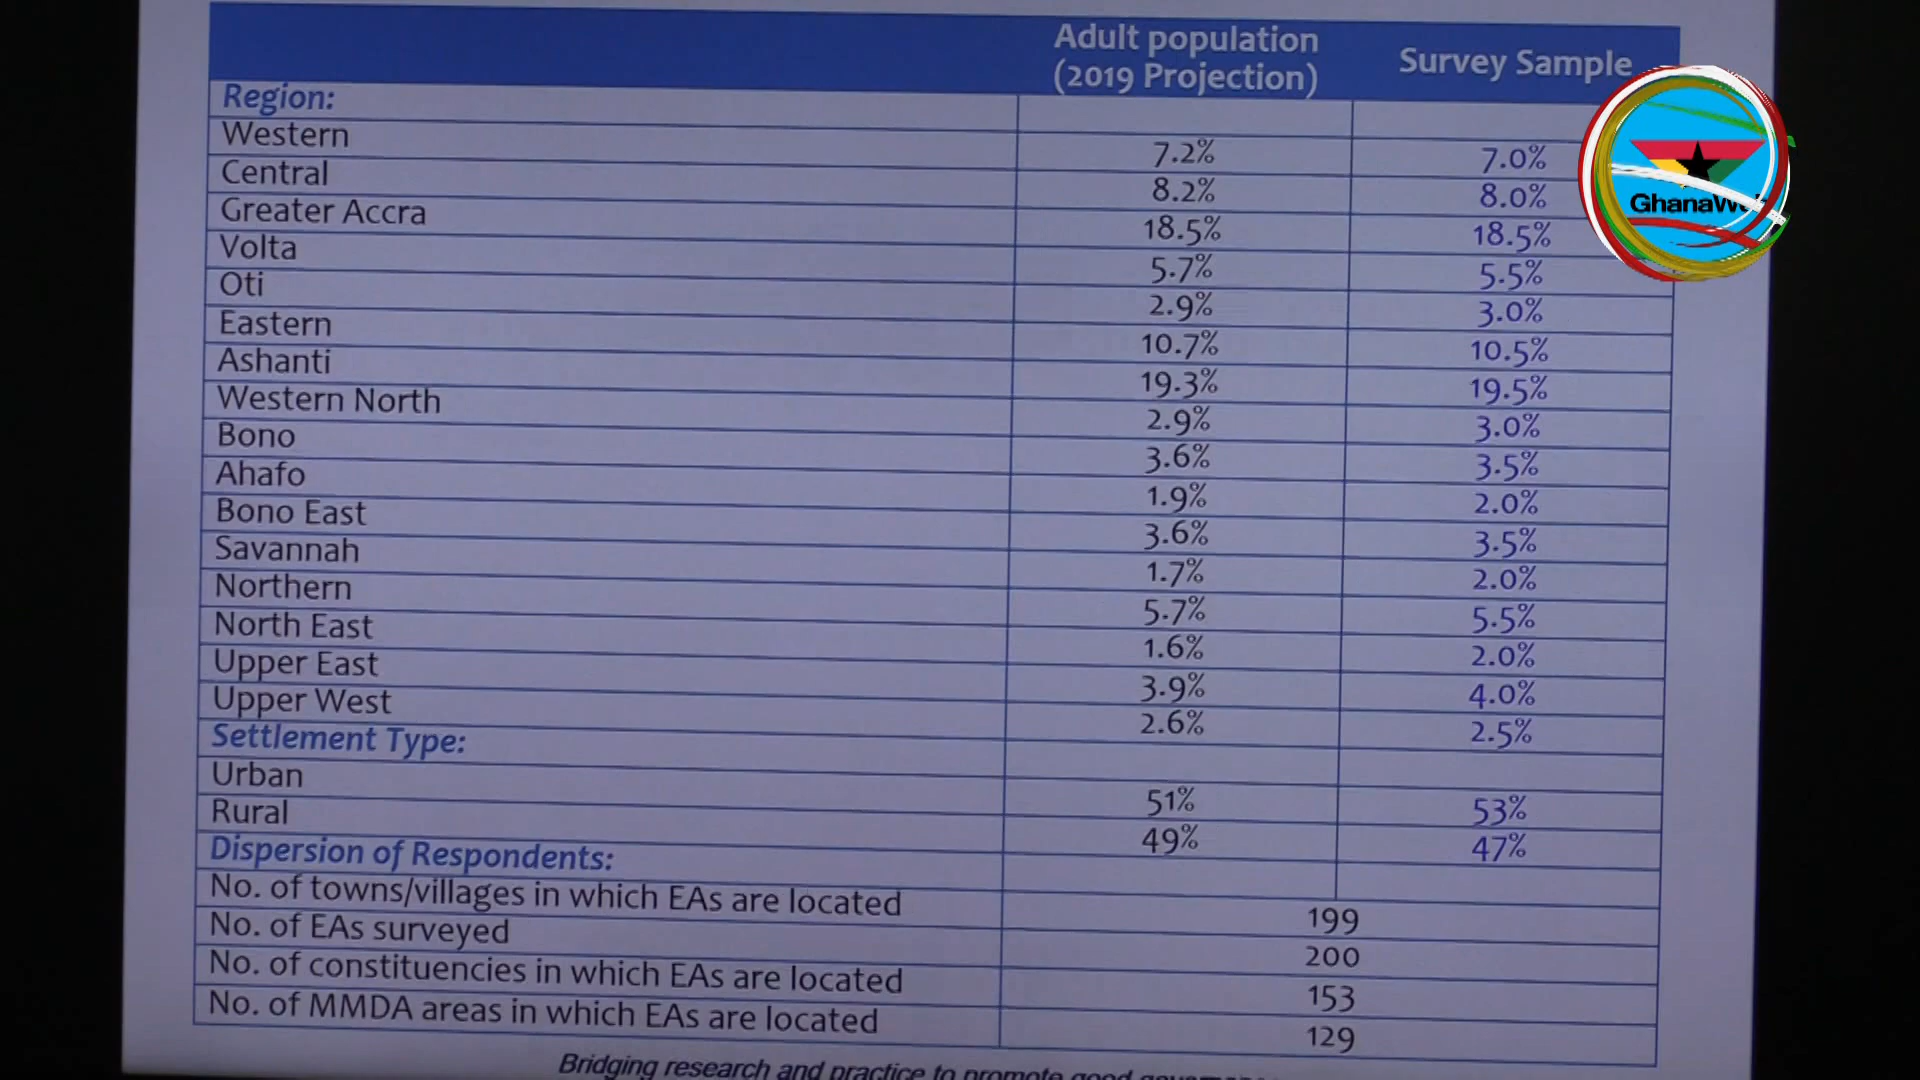 Adult population
(2019 Projection)
Survey Sample
Region:
Western 7.2% 7.0%
Central 8.2% 8.0%
Greater Accra 18.5% 18.5%
Volta 5.7% 5.5%
Oti 2.9% 3.0%
Eastern 10.7% 10.5%
Ashanti 19.3% 19.5%
Western North 2.9% 3.0%
Bono 3.6% 3.5%
Ahafo 1.9% 2.0%
Bono East 3.6% 3.5%
Savannah 1.7% 2.0%
Northern 5.7% 5.5%
North East 1.6% 2.0%
Upper East 3.9% 4.0%
Upper West 2.6% 2.5%
Settlement Type:
Urban 51% 53%
Rural 49% 47%
Dispersion of Respondents:
No. of towns/villages in which EAs are located 199
No. of EAs surveyed 200
No. of constituencies in which EAs are located 153
No. of MMDA areas in which EAs are located 129
Bridging research and practice to promote good